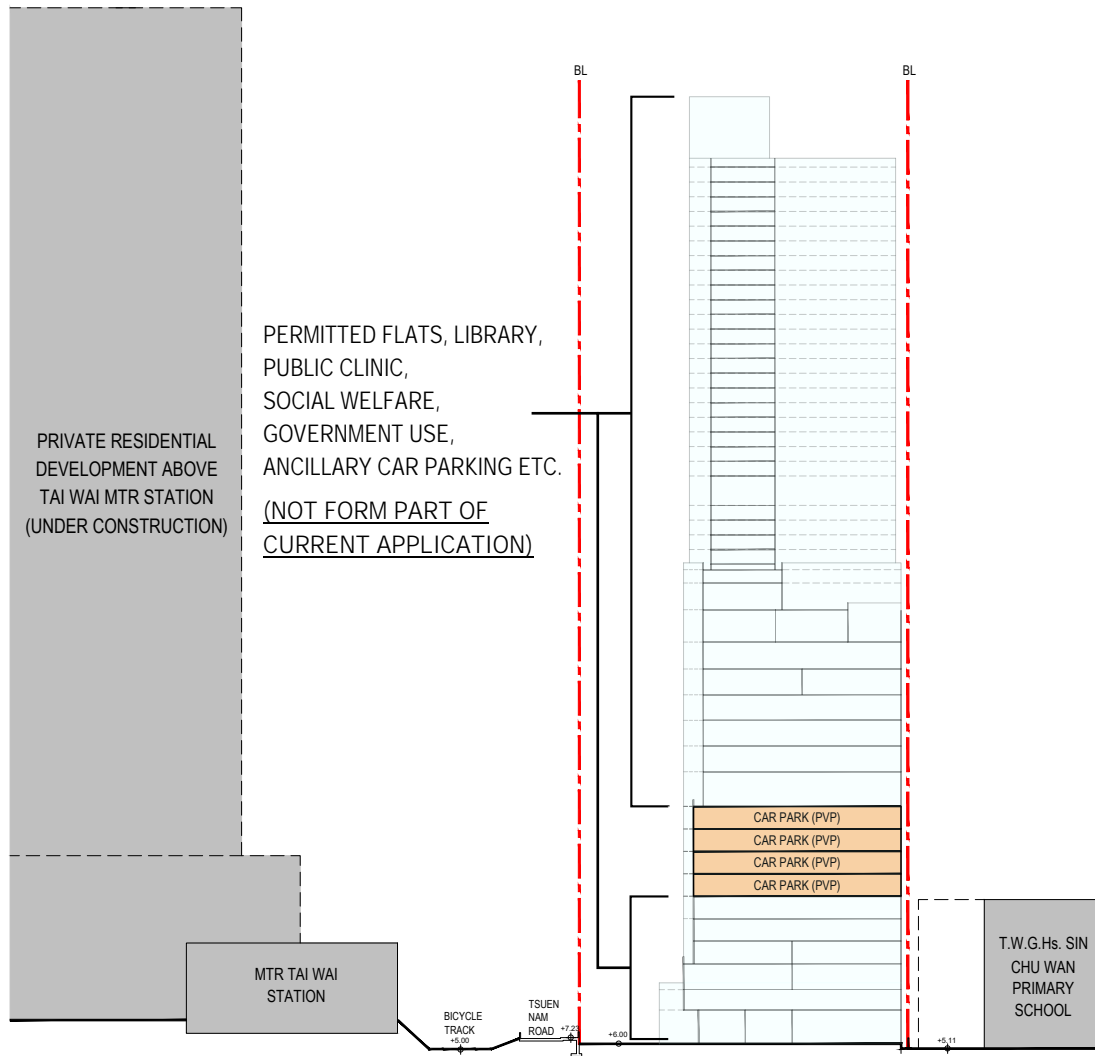 BL
BL
PERMITTED FLATS, LIBRARY,
PUBLIC CLINIC,
SOCIAL WELFARE,
GOVERNMENT USE,
ANCILLARY CAR PARKING ETC.
(NOT FORM PART OF
CURRENT APPLICATION)
PRIVATE RESIDENTIAL
DEVELOPMENT ABOVE
TAI WAI MTR STATION
(UNDER CONSTRUCTION)
CAR PARK (PVP)
CAR PARK (PVP)
CAR PARK (PVP)
CAR PARK (PVP)
MTR TAI WAI
STATION
BICYCLE
TRACK
+5.00
TSUEN
NAM
ROAD
+7.23
+6.00
+5.11
T.W.G.Hs. SIN
CHU WAN
PRIMARY
SCHOOL